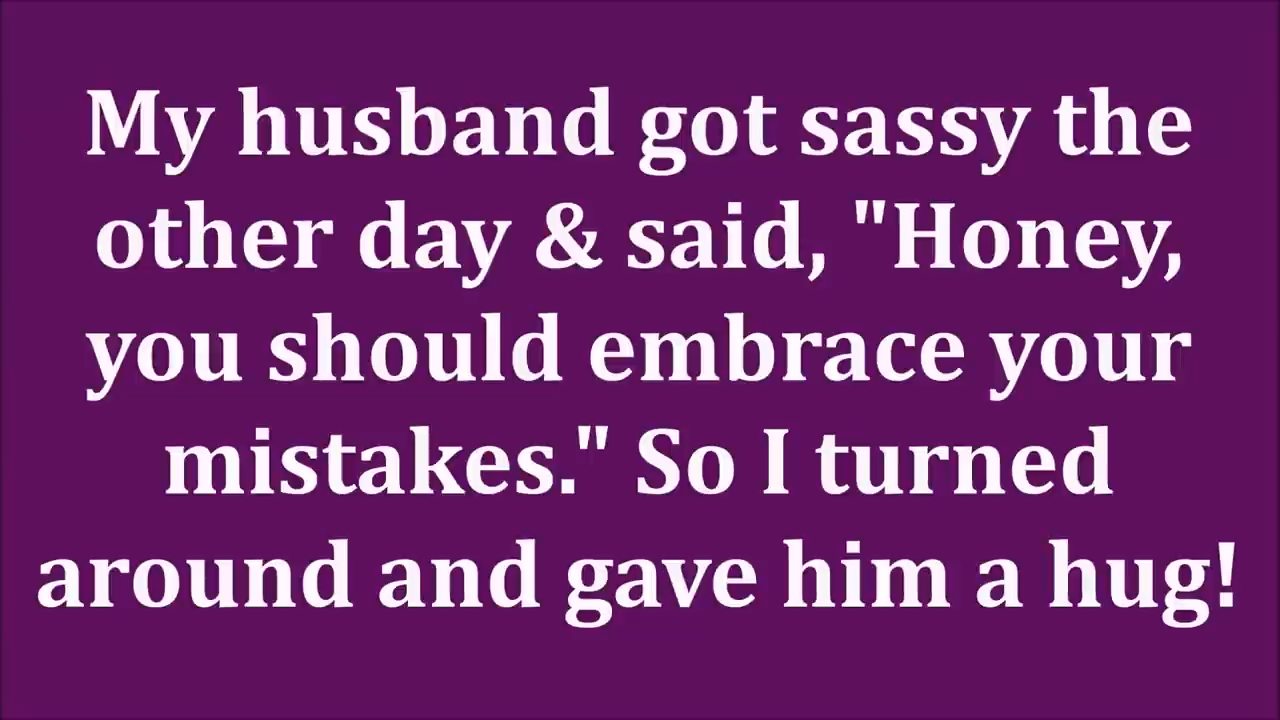 My husband got sassy the
other day & said, "Honey,
you should embrace your
mistakes." So I turned
around and gave him a hug!